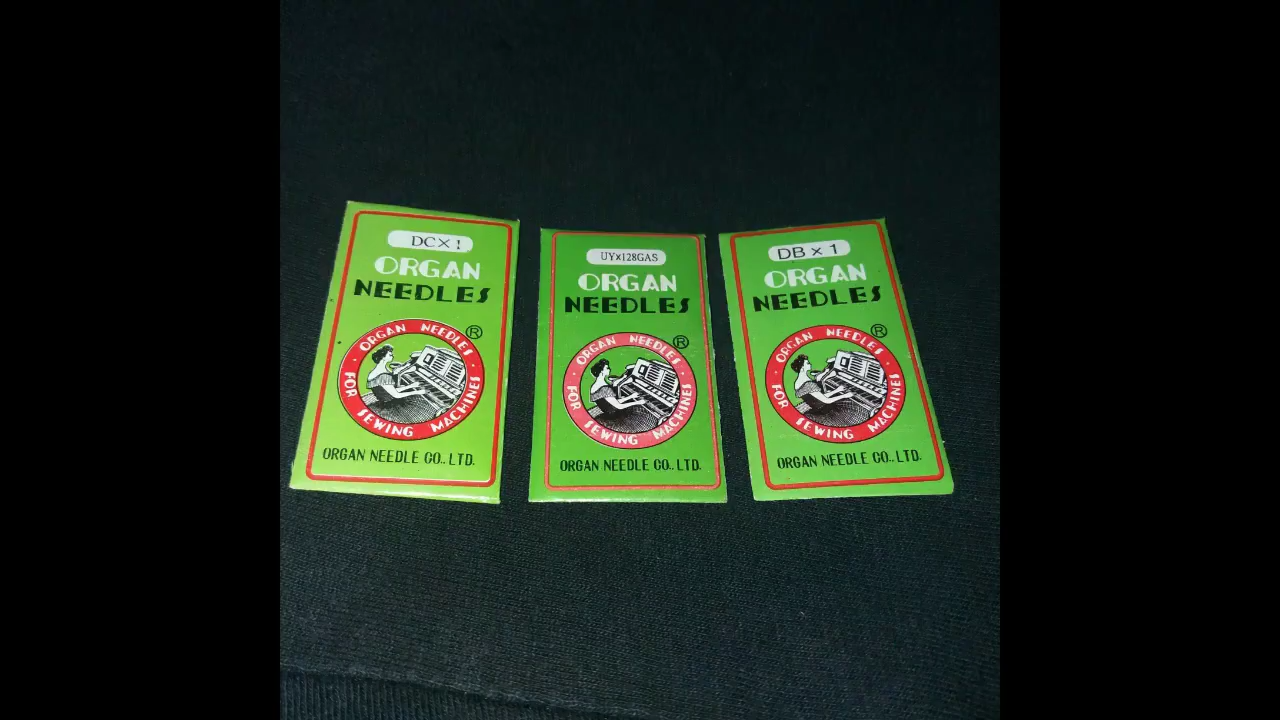 DC×1
ORGAN
NEEDLES
®
ORGAN NEEDLES
FOR SEWING MACHINES
ORGAN NEEDLE CO., LTD.
UY×128GAS
ORGAN
NEEDLES
®
ORGAN NEEDLES
FOR SEWING MACHINES
ORGAN NEEDLE CO., LTD.
DB x 1
ORGAN
NEEDLES
®
ORGAN NEEDLES
FOR SEWING MACHINES
ORGAN NEEDLE CO., LTD.